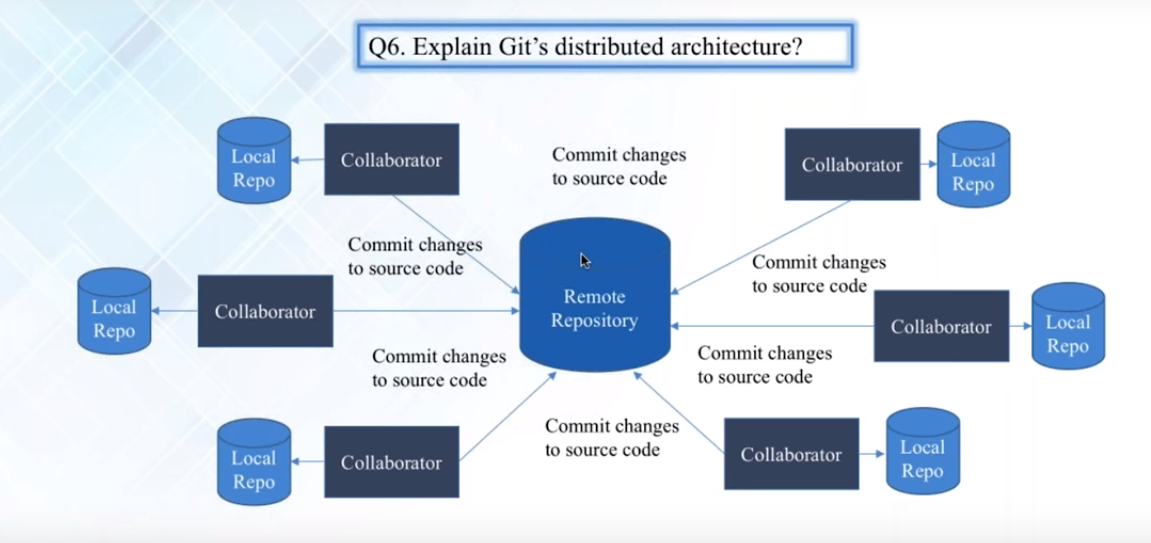 Q6. Explain Git’s distributed architecture?
Local
Repo
Collaborator
Commit changes
to source code
Collaborator
Local
Repo
Commit changes
to source code
Commit changes
to source code
Local
Repo
Collaborator
Remote
Repository
Collaborator
Local
Repo
Commit changes
to source code
Commit changes
to source code
Local
Repo
Collaborator
Commit changes
to source code
Collaborator
Local
Repo